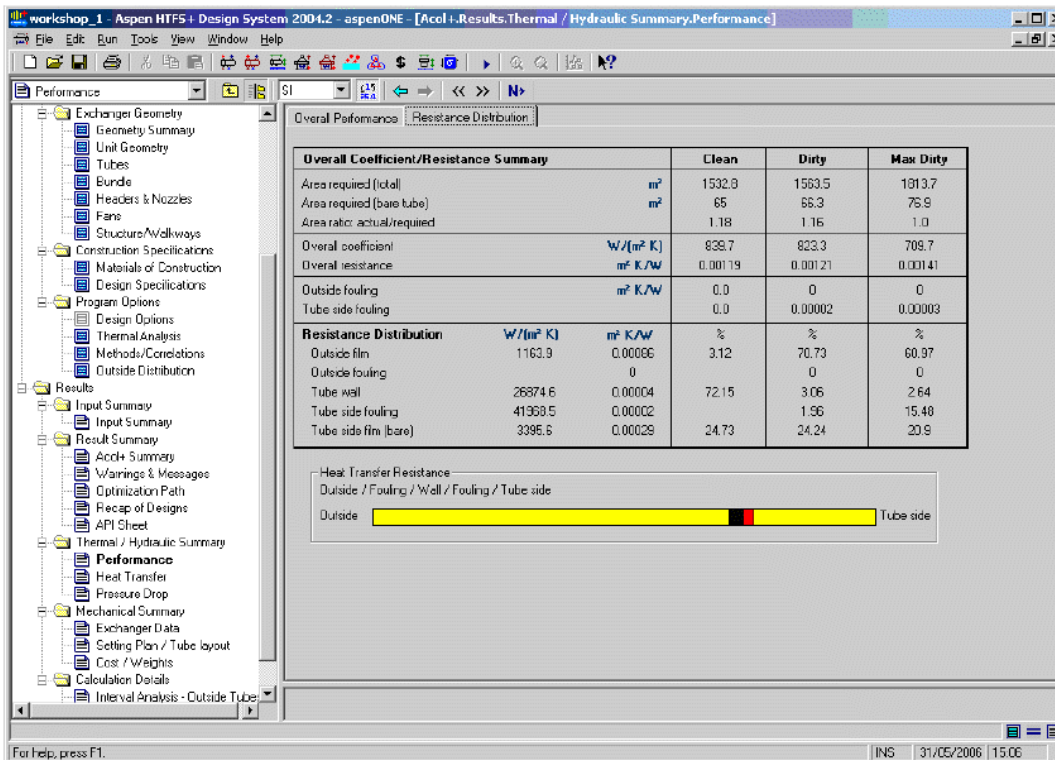 workshop_1 - Aspen HTFS+ Design System 2004.2 - aspenONE - [Acol+.Results.Thermal / Hydraulic Summary.Performance]
File Edit Run Tools View Window Help
Performance SI
Exchanger Geometry
Geometry Summary
Unit Geometry
Tubes
Bundle
Headers & Nozzles
Fans
Structure/Walkways
Construction Specifications
Materials of Construction
Design Specifications
Program Options
Design Options
Thermal Analysis
Methods/Correlations
Outside Distribution
Results
Input Summary
Input Summary
Result Summary
Acol+ Summary
Warnings & Messages
Optimization Path
Recap of Designs
API Sheet
Thermal / Hydraulic Summary
Performance
Heat Transfer
Pressure Drop
Mechanical Summary
Exchanger Data
Setting Plan / Tube layout
Cost / Weights
Calculation Details
Interval Analysis - Outside Tube
Overall Performance Resistance Distribution
Overall Coefficient/Resistance Summary Clean Dirty Max Dirty
Area required (total) m² 1532.8 1563.5 1813.7
Area required (bare tube) m² 65 66.3 76.9
Area ratio: actual/required 1.18 1.16 1.0
Overall coefficient W/(m² K) 839.7 823.3 709.7
Overall resistance m² K/W 0.00119 0.00121 0.00141
Outside fouling m² K/W 0.0 0 0
Tube side fouling 0.0 0.00002 0.00003
Resistance Distribution W/(m² K) m² K/W % % %
Outside film 1163.9 0.00086 3.12 70.73 60.97
Outside fouling 0 0 0
Tube wall 26874.6 0.00004 72.15 3.06 2.64
Tube side fouling 41968.5 0.00002 1.96 15.48
Tube side film (bare) 3395.6 0.00029 24.73 24.24 20.9
Heat Transfer Resistance
Outside / Fouling / Wall / Fouling / Tube side
Outside Tube side
For help, press F1. INS 31/05/2006 15:06